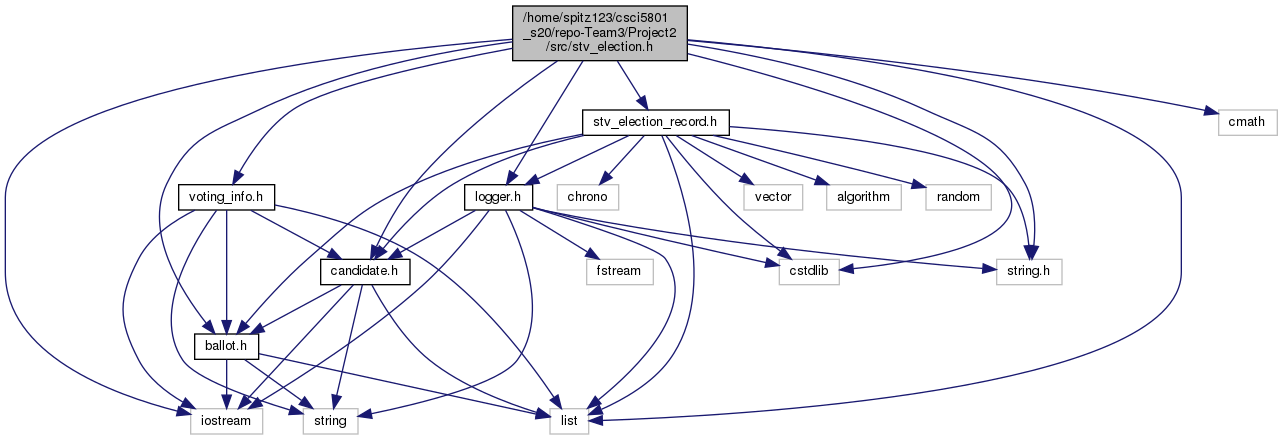 /home/spitz123/csci5801
_s20/repo-Team3/Project2
/src/stv_election.h
stv_election_record.h
cmath
voting_info.h
logger.h
chrono
vector
algorithm
random
candidate.h
fstream
cstdlib
string.h
ballot.h
iostream
string
list